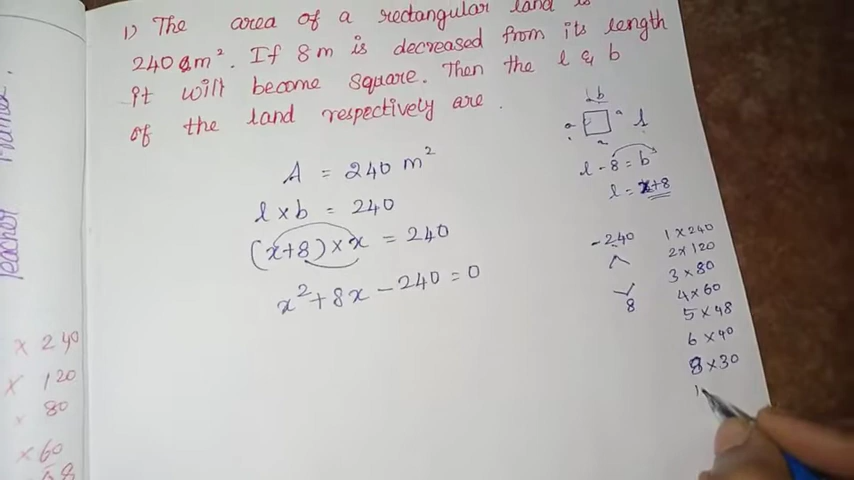 1) The area of a rectangular land is
240 m². If 8m is decreased from its length
it will become square. Then the l & b
of the land respectively are .
A = 240 m²
l x b = 240
(x+8) x x = 240
x² + 8x - 240 = 0
b
l
l - 8 = b
l = x+8
-240
8
1 x 240
2 x 120
3 x 80
4 x 60
5 x 48
6 x 40
8 x 30
1
x 240
x 120
x 80
x 60